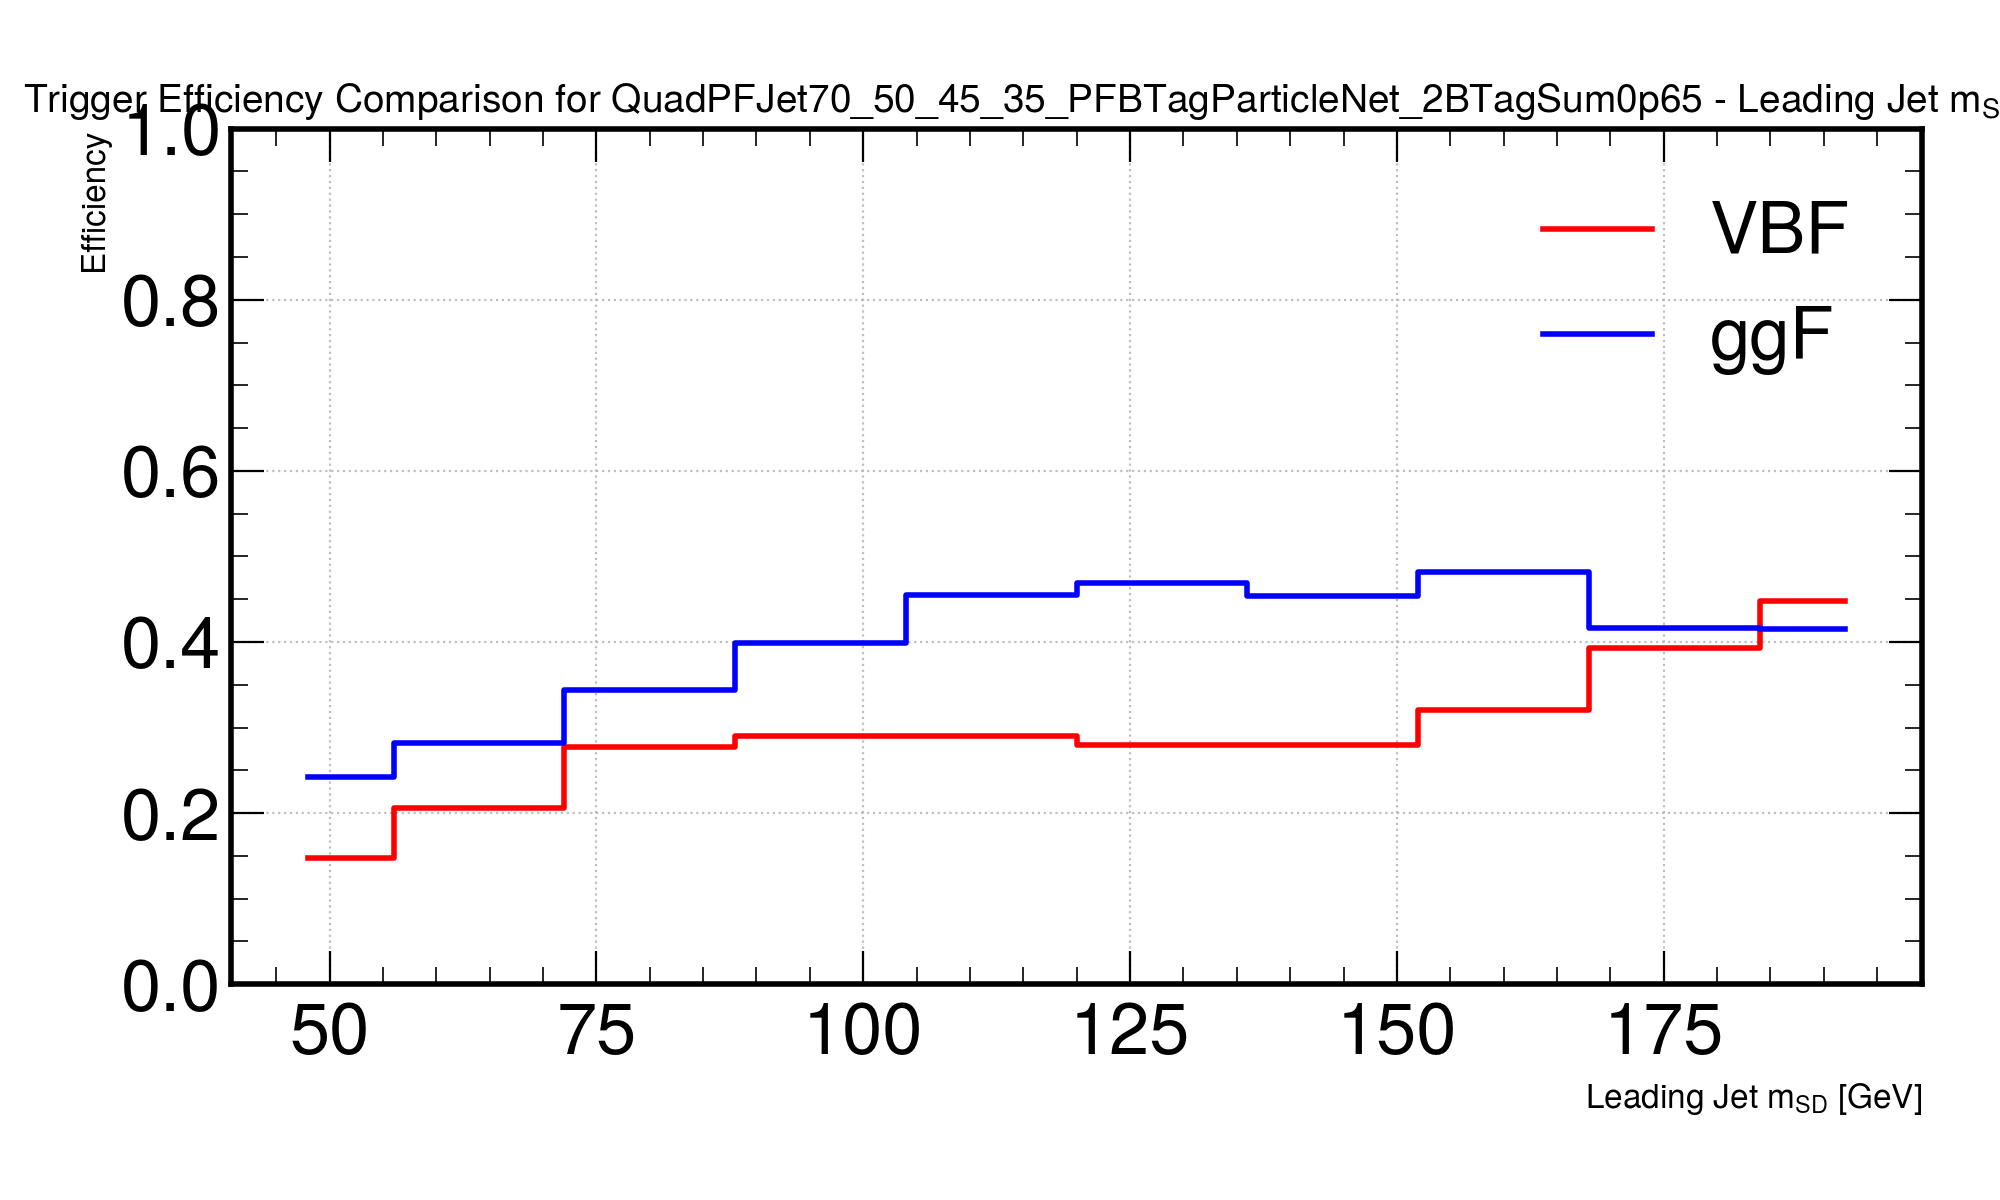 Trigger Efficiency Comparison for QuadPFJet70_50_45_35_PFBTagParticleNet_2BTagSum0p65 - Leading Jet mS
Efficiency
1.0
0.8
0.6
0.4
0.2
0.0
VBF
ggF
50 75 100 125 150 175
Leading Jet mSD [GeV]